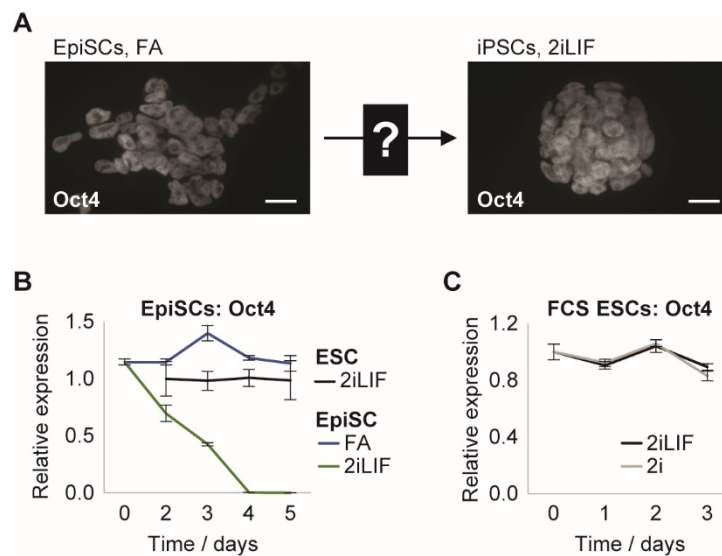 A
EpiSCs, FA
iPSCs, 2iLIF
?
Oct4
Oct4
B
EpiSCs: Oct4
Relative expression
1.5
1.0
0.5
0.0
0 2 3 4 5
Time / days
ESC
2iLIF
EpiSC
FA
2iLIF
C
FCS ESCs: Oct4
Relative expression
1.2
0.8
0.4
0.0
2iLIF
2i
0 1 2 3
Time / days